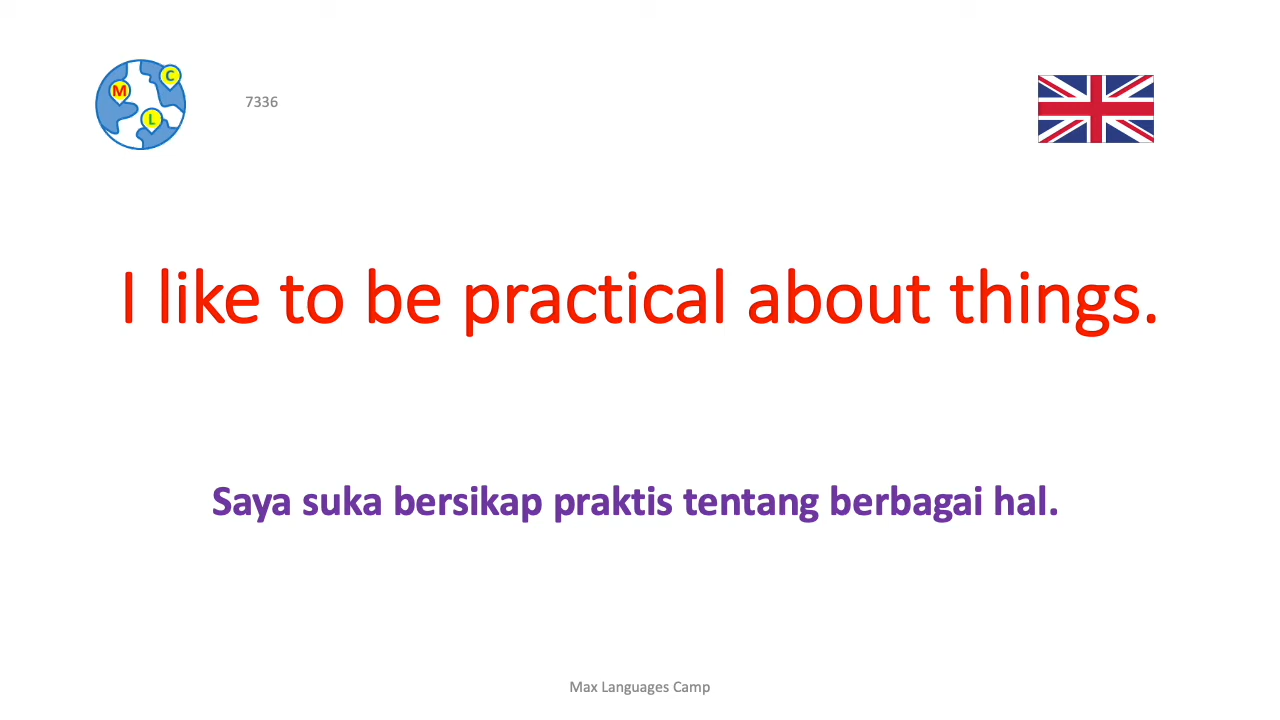 C
M
L
7336
I like to be practical about things.
Saya suka bersikap praktis tentang berbagai hal.
Max Languages Camp